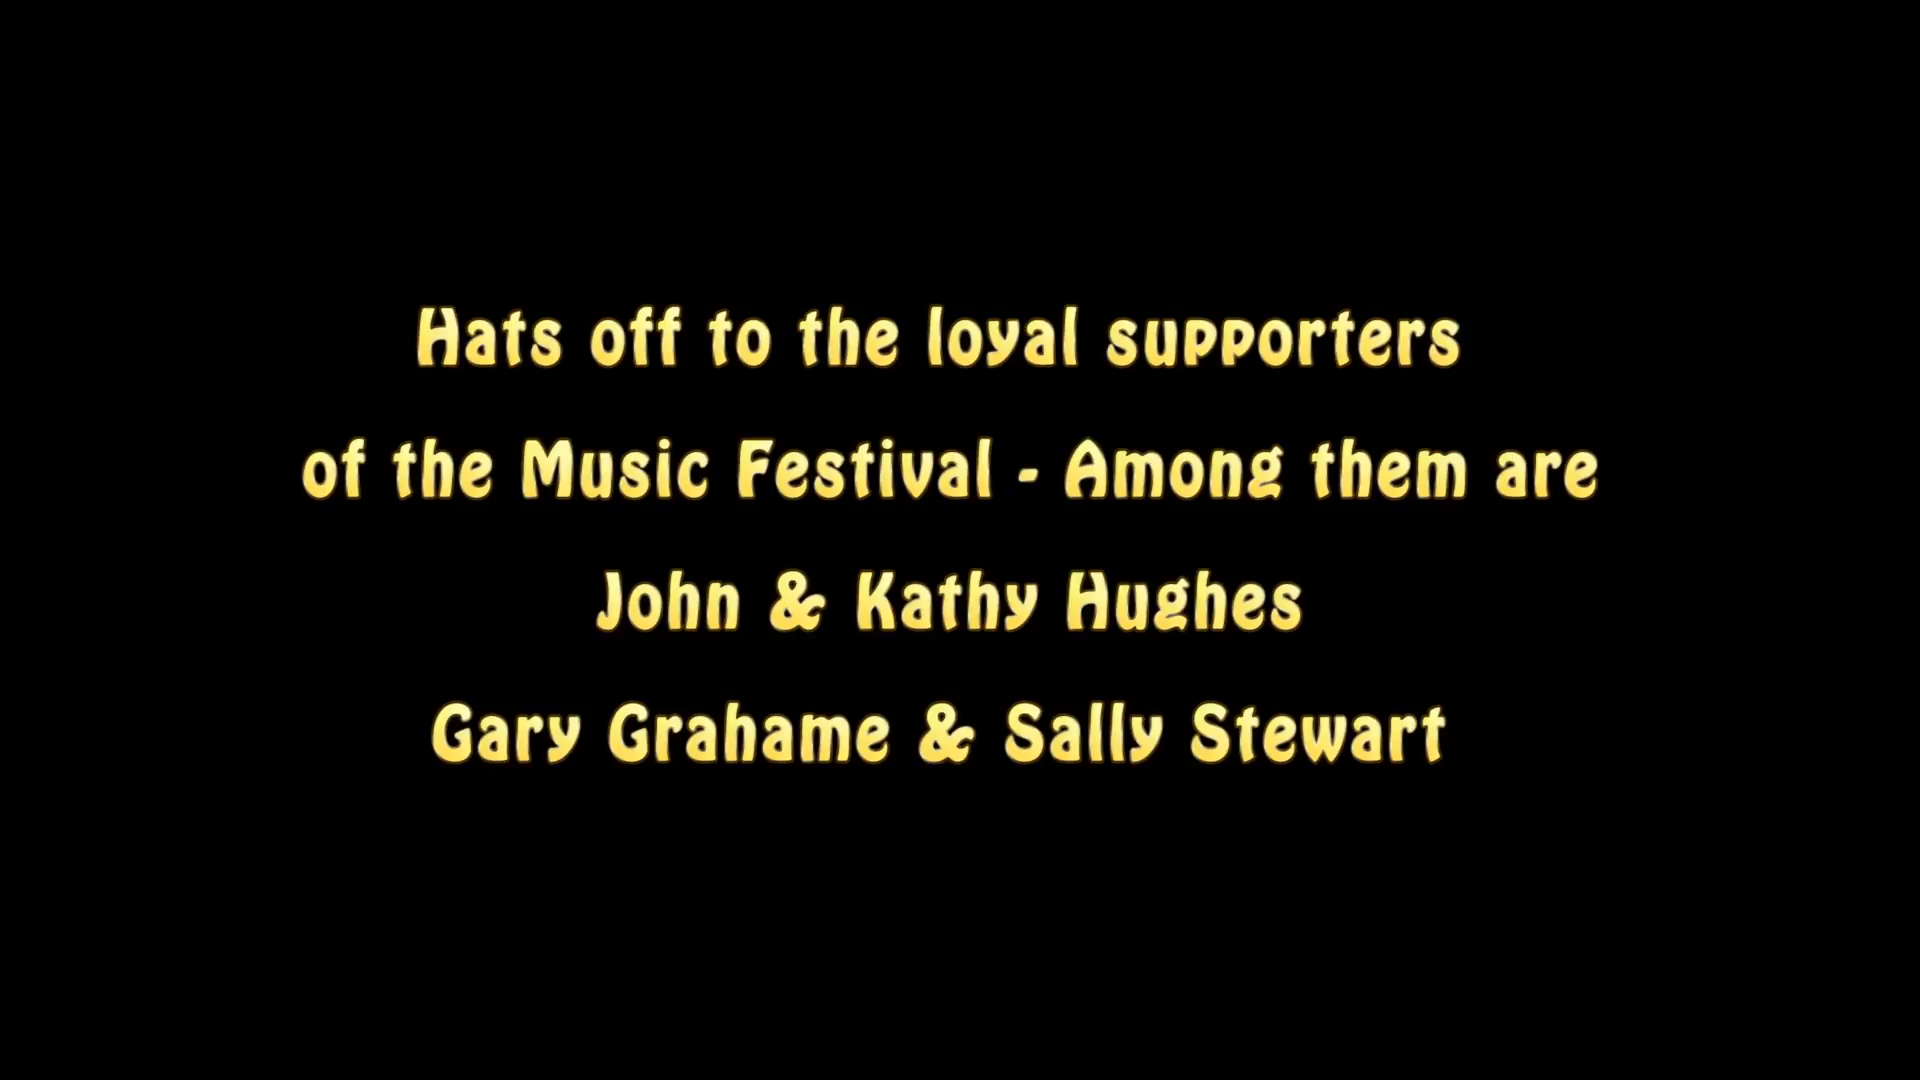 Hats off to the loyal supporters
of the Music Festival - Among them are
John & Kathy Hughes
Gary Grahame & Sally Stewart